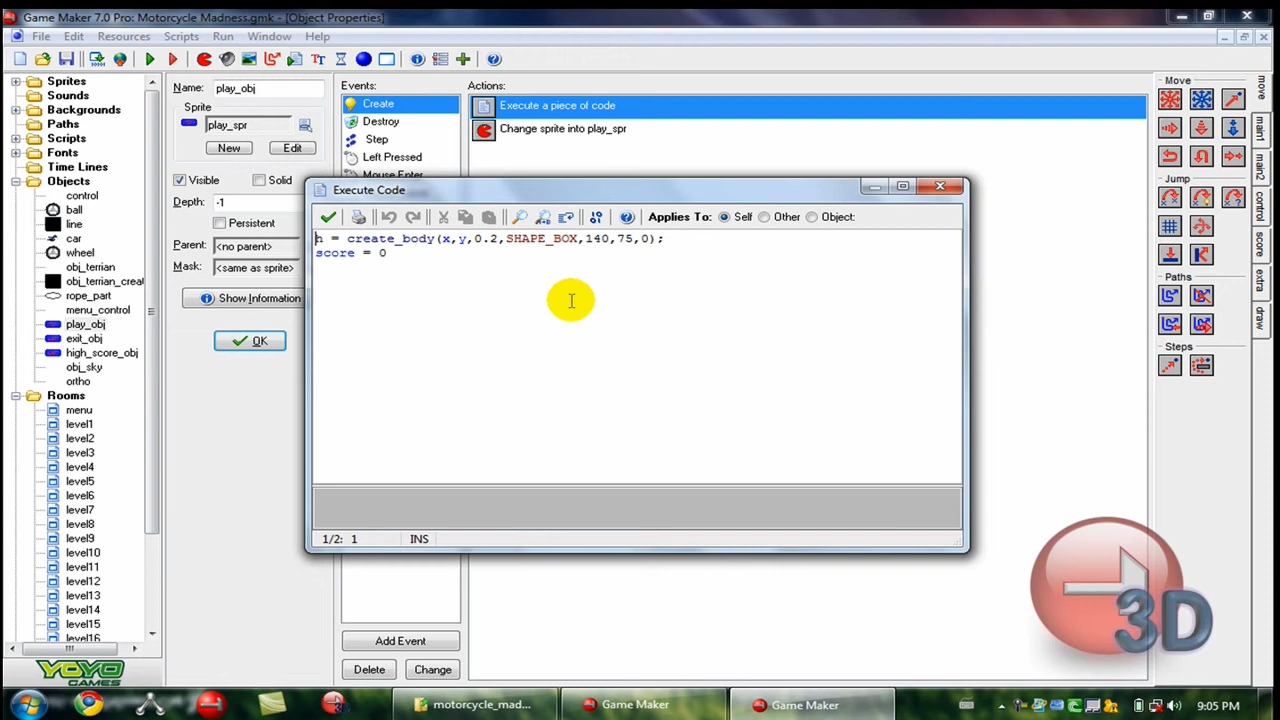 Game Maker 7.0 Pro: Motorcycle Madness.gmk - [Object Properties]
File Edit Resources Scripts Run Window Help
Sprites
Sounds
Backgrounds
Paths
Scripts
Fonts
Time Lines
Objects
control
ball
line
car
wheel
obj_terrian
obj_terrian_creat
rope_part
menu_control
play_obj
exit_obj
high_score_obj
obj_sky
ortho
Rooms
menu
level1
level2
level3
level4
level5
level6
level7
level8
level9
level10
level11
level12
level13
level14
level15
level16
YOYO
GAMES
Name: play_obj
Sprite
play_spr
New Edit
Visible Solid
Depth: -1
Persistent
Parent: <no parent>
Mask: <same as sprite>
Show Information
OK
Events:
Create
Destroy
Step
Left Pressed
Mouse Enter
Add Event
Delete Change
Actions:
Execute a piece of code
Change sprite into play_spr
Execute Code
Applies To: Self Other Object:
h = create_body(x,y,0.2,SHAPE_BOX,140,75,0);
score = 0
1/2: 1 INS
Move
Jump
Paths
Steps
move
main1
main2
control
score
extra
draw
3D
motorcycle_mad...
Game Maker
Game Maker
9:05 PM